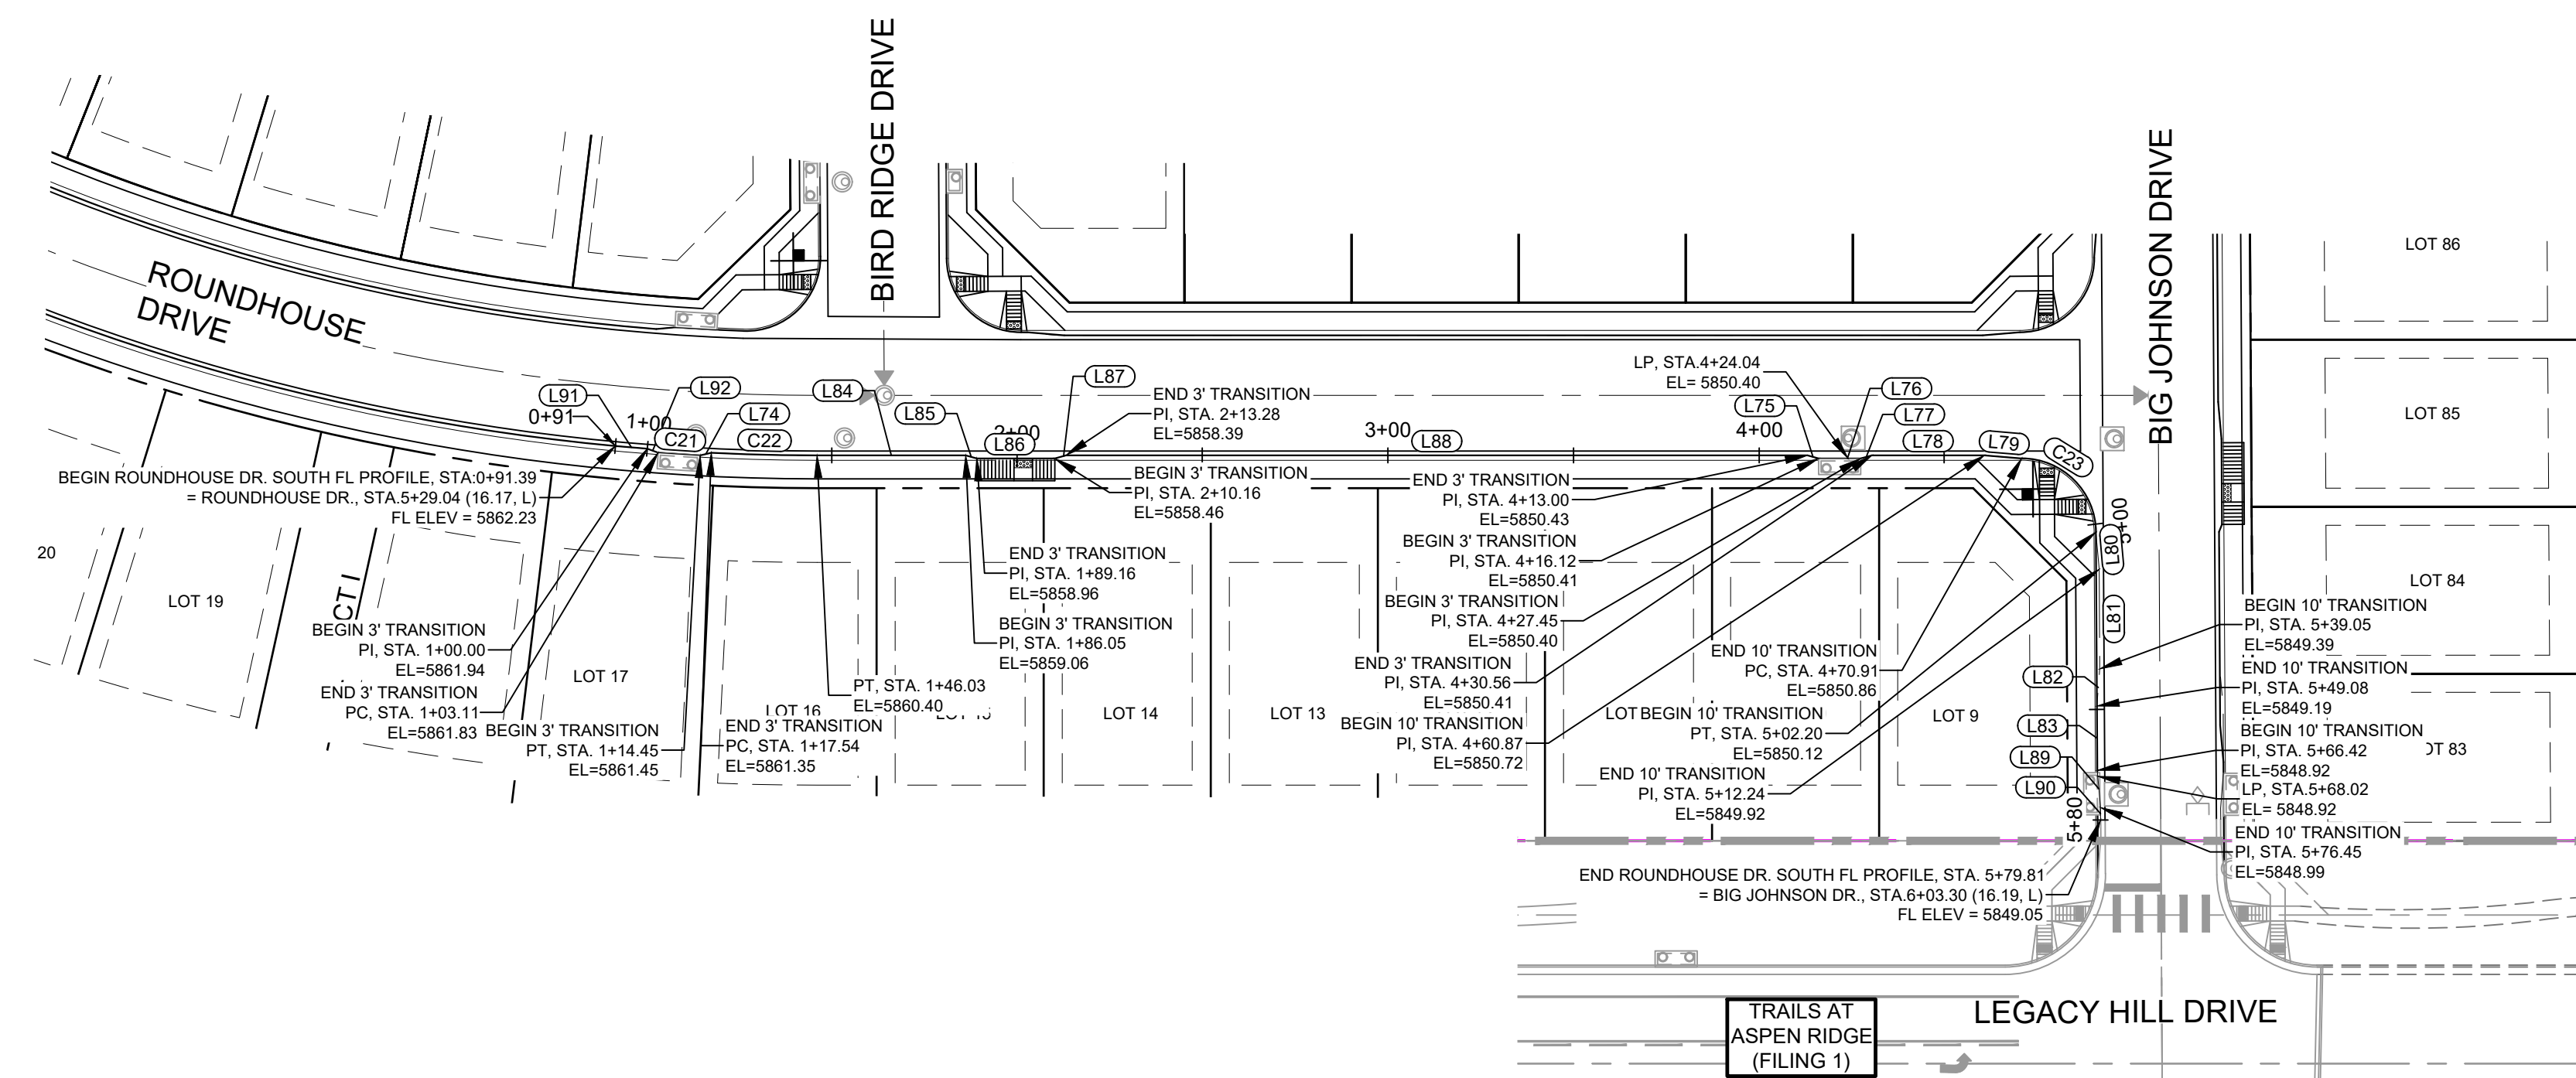 BIRD RIDGE DRIVE
BIG JOHNSON DRIVE
ROUNDHOUSE
DRIVE
LOT 86
LOT 85
LOT 84
LP, STA.4+24.04
EL= 5850.40
L91
L92
L84
L87
0+91
1+00
L74
L85
C21
C22
2+00
L86
END 3' TRANSITION
PI, STA. 2+13.28
EL=5858.39
3+00
L88
L75
4+00
L76
L77
L78
L79
C23
BEGIN ROUNDHOUSE DR. SOUTH FL PROFILE, STA:0+91.39
= ROUNDHOUSE DR., STA.5+29.04 (16.17, L)
FL ELEV = 5862.23
BEGIN 3' TRANSITION
PI, STA. 2+10.16
EL=5858.46
END 3' TRANSITION
PI, STA. 4+13.00
EL=5850.43
BEGIN 3' TRANSITION
PI, STA. 4+16.12
EL=5850.41
5+00
L80
L81
20
LOT 19
CT I
END 3' TRANSITION
PI, STA. 1+89.16
EL=5858.96
BEGIN 3' TRANSITION
PI, STA. 1+86.05
EL=5859.06
BEGIN 3' TRANSITION
PI, STA. 4+27.45
EL=5850.40
END 3' TRANSITION
PI, STA. 4+30.56
EL=5850.41
BEGIN 10' TRANSITION
PI, STA. 4+60.87
EL=5850.72
BEGIN 3' TRANSITION
PI, STA. 1+00.00
EL=5861.94
END 3' TRANSITION
PC, STA. 1+03.11
EL=5861.83
BEGIN 3' TRANSITION
PT, STA. 1+14.45
EL=5861.45
LOT 17
LOT 16
PT, STA. 1+46.03
EL=5860.40
END 3' TRANSITION
PC, STA. 1+17.54
EL=5861.35
LOT 14
LOT 13
END 10' TRANSITION
PC, STA. 4+70.91
EL=5850.86
LOT
BEGIN 10' TRANSITION
PT, STA. 5+02.20
EL=5850.12
END 10' TRANSITION
PI, STA. 5+12.24
EL=5849.92
LOT 9
BEGIN 10' TRANSITION
PI, STA. 5+39.05
EL=5849.39
END 10' TRANSITION
PI, STA. 5+49.08
EL=5849.19
BEGIN 10' TRANSITION
PI, STA. 5+66.42
EL=5848.92
LP, STA.5+68.02
EL= 5848.92
END 10' TRANSITION
PI, STA. 5+76.45
EL=5848.99
OT 83
L82
L83
L89
L90
5+80
END ROUNDHOUSE DR. SOUTH FL PROFILE, STA. 5+79.81
= BIG JOHNSON DR., STA.6+03.30 (16.19, L)
FL ELEV = 5849.05
LEGACY HILL DRIVE
TRAILS AT
ASPEN RIDGE
(FILING 1)